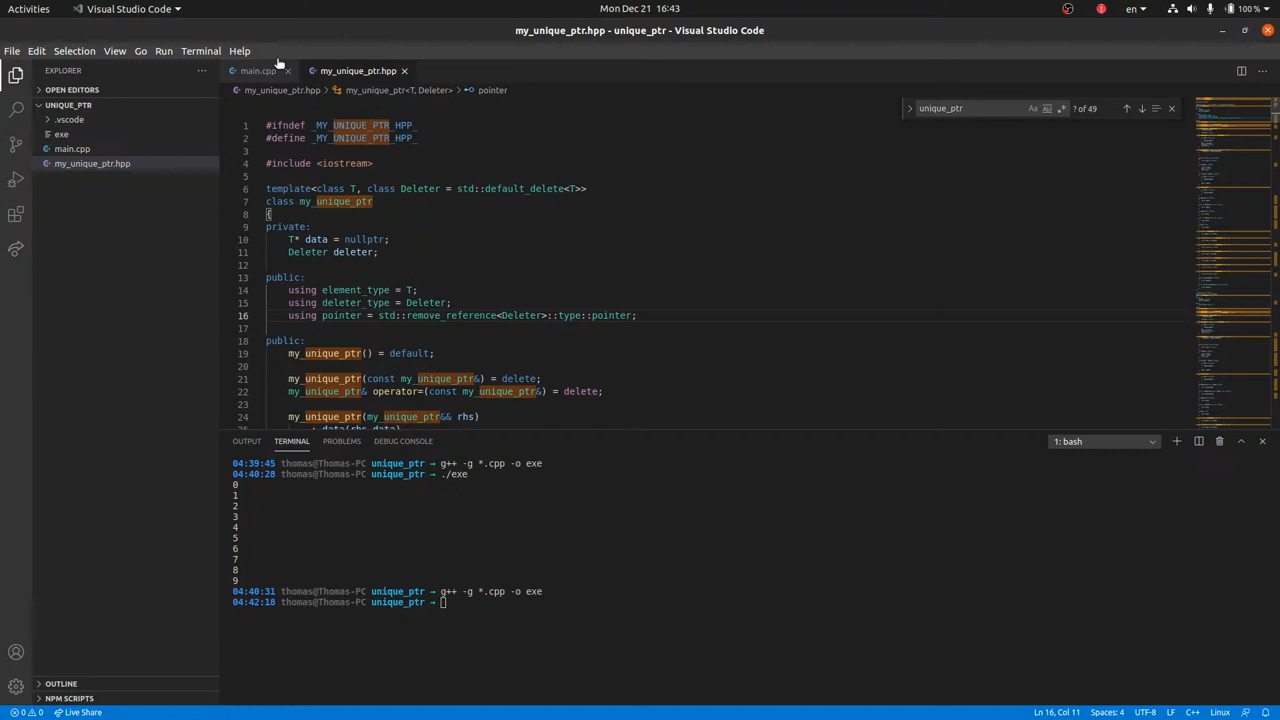 Activities
Visual Studio Code
Mon Dec 21 16:43
en
100 %
my_unique_ptr.hpp - unique_ptr - Visual Studio Code
File Edit Selection View Go Run Terminal Help
EXPLORER
main.cpp
my_unique_ptr.hpp
OPEN EDITORS
my_unique_ptr.hpp > my_unique_ptr<T, Deleter> > pointer
UNIQUE_PTR
.vscode
exe
main.cpp
my_unique_ptr.hpp
unique_ptr
Aa
? of 49
1 #ifndef _MY_UNIQUE_PTR_HPP_
2 #define _MY_UNIQUE_PTR_HPP_
3
4 #include <iostream>
5
6 template<class T, class Deleter = std::default_delete<T>>
7 class my_unique_ptr
8 {
9 private:
10 T* data = nullptr;
11 Deleter deleter;
12
13 public:
14 using element_type = T;
15 using deleter_type = Deleter;
16 using pointer = std::remove_reference<Deleter>::type::pointer;
17
18 public:
19 my_unique_ptr() = default;
20
21 my_unique_ptr(const my_unique_ptr&) = delete;
22 my_unique_ptr& operator=(const my_unique_ptr&) = delete;
23
24 my_unique_ptr(my_unique_ptr&& rhs)
25 : data(rhs.data)
OUTPUT TERMINAL PROBLEMS DEBUG CONSOLE
1: bash
04:39:45 thomas@Thomas-PC unique_ptr → g++ -g *.cpp -o exe
04:40:28 thomas@Thomas-PC unique_ptr → ./exe
0
1
2
3
4
5
6
7
8
9
04:40:31 thomas@Thomas-PC unique_ptr → g++ -g *.cpp -o exe
04:42:18 thomas@Thomas-PC unique_ptr →
OUTLINE
NPM SCRIPTS
0 0 Live Share
Ln 16, Col 11 Spaces: 4 UTF-8 LF C++ Linux